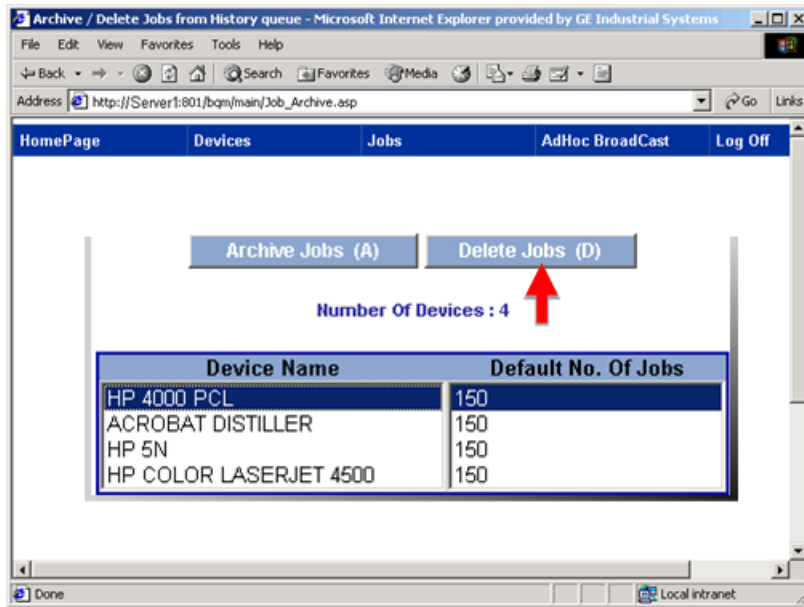 Archive / Delete Jobs from History queue - Microsoft Internet Explorer provided by GE Industrial Systems
File Edit View Favorites Tools Help
Back Search Favorites Media
Address http://Server1:801/bqm/main/Job_Archive.asp Go Links
HomePage Devices Jobs AdHoc BroadCast Log Off
Archive Jobs (A) Delete Jobs (D)
Number Of Devices : 4
Device Name Default No. Of Jobs
HP 4000 PCL 150
ACROBAT DISTILLER 150
HP 5N 150
HP COLOR LASERJET 4500 150
Done Local intranet